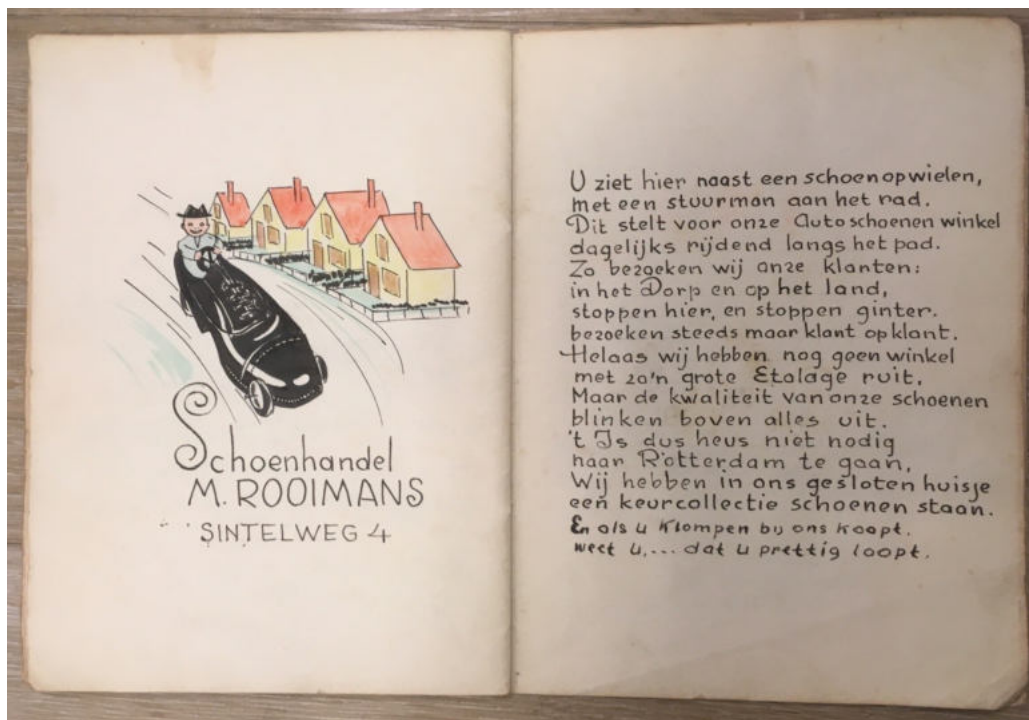 Schoenhandel
M. ROOIMANS
SINTELWEG 4
U ziet hier naast een schoen op wielen,
met een stuurman aan het rad.
Dit stelt voor onze Autoschoenen winkel
dagelijks rijdend langs het pad.
Zo bezoeken wij onze klanten:
in het Dorp en op het land,
stoppen hier, en stoppen ginter.
bezoeken steeds maar klant op klant.
Helaas wij hebben nog geen winkel
met zo'n grote Etalage ruit.
Maar de kwaliteit van onze schoenen
blinken boven alles uit.
't Is dus heus niet nodig
naar Rotterdam te gaan,
Wij hebben in ons gesloten huisje
een keurcollectie schoenen staan.
En als u Klompen bij ons koopt.
weet u.... dat u prettig loopt.